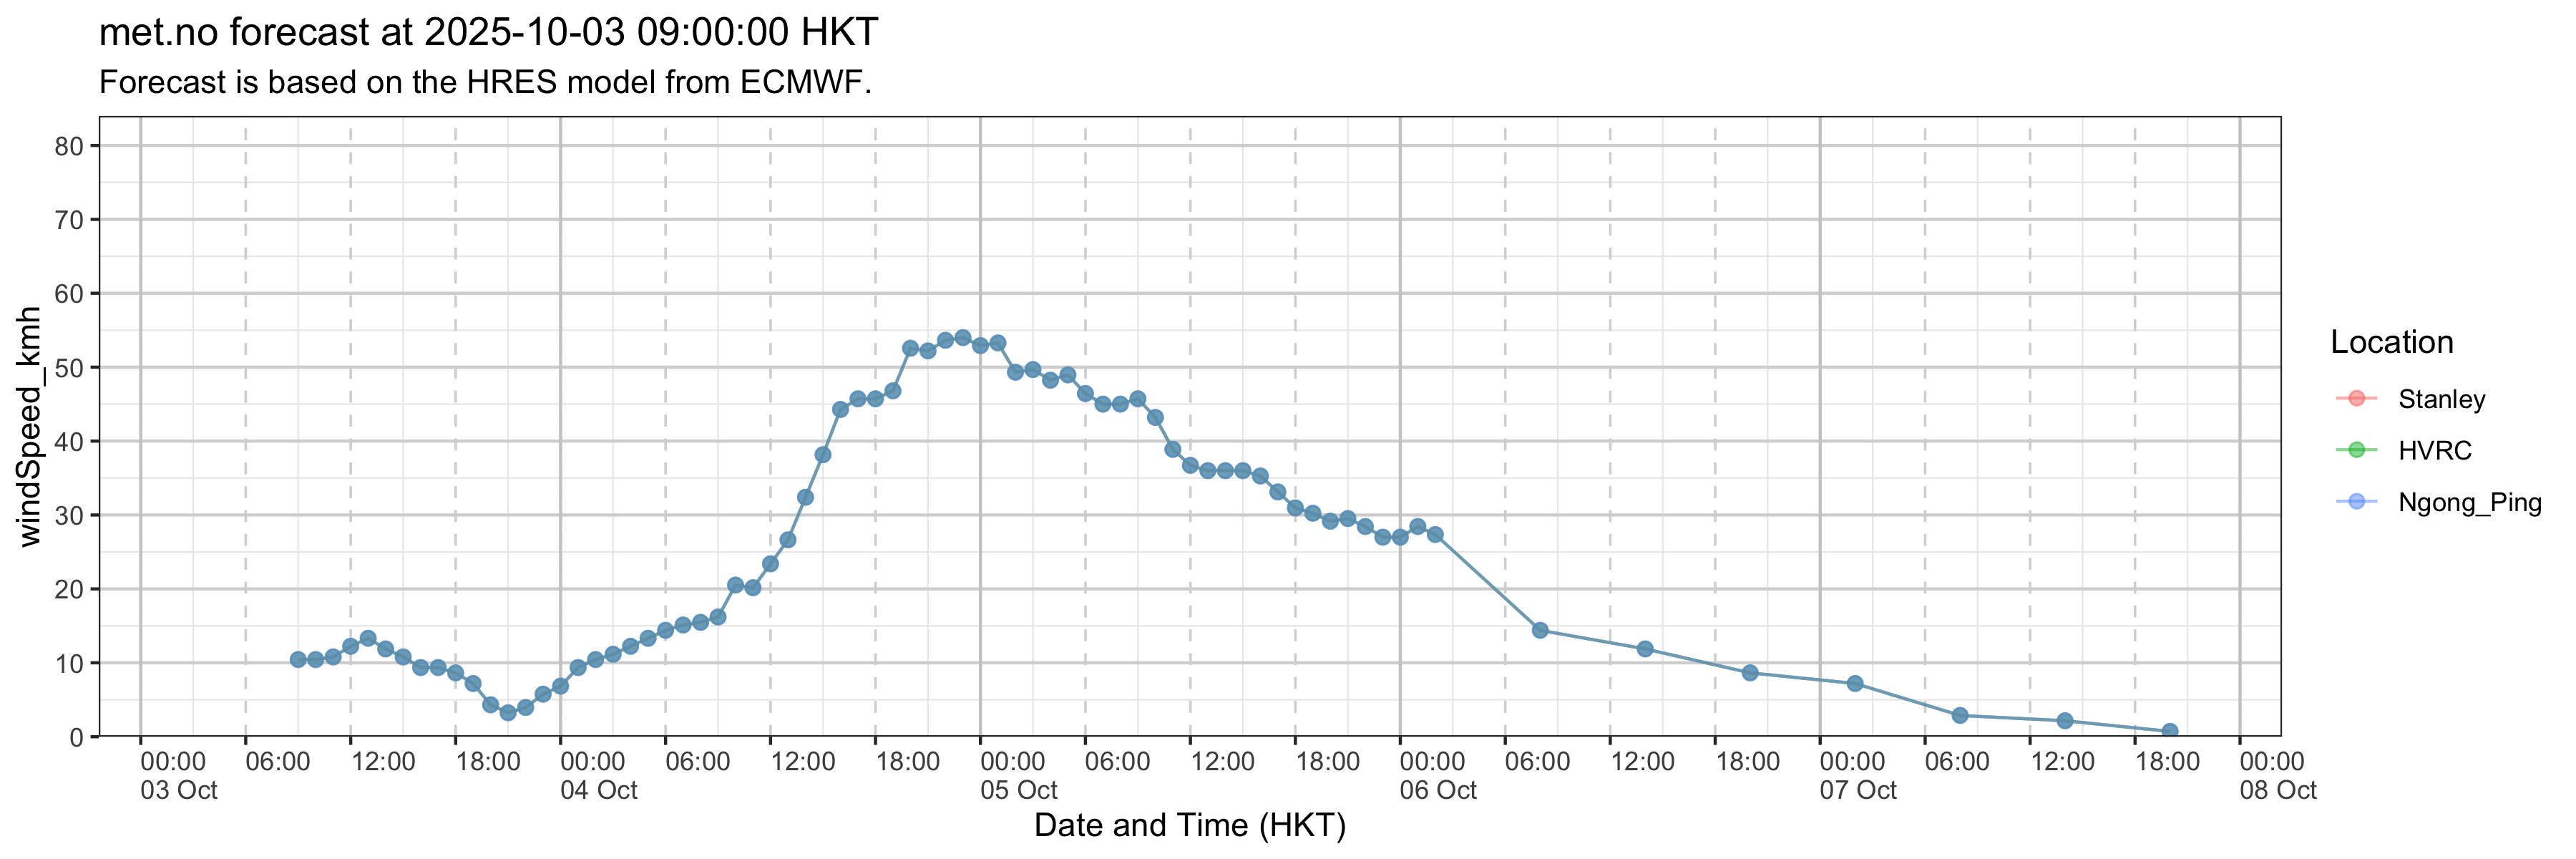 met.no forecast at 2025-10-03 09:00:00 HKT
Forecast is based on the HRES model from ECMWF.
windSpeed_kmh
80
70
60
50
40
30
20
10
0
00:00 06:00 12:00 18:00 00:00 06:00 12:00 18:00 00:00 06:00 12:00 18:00 00:00 06:00 12:00 18:00 00:00 06:00 12:00 18:00 00:00
03 Oct 04 Oct 05 Oct 06 Oct 07 Oct 08 Oct
Date and Time (HKT)
Location
Stanley
HVRC
Ngong_Ping